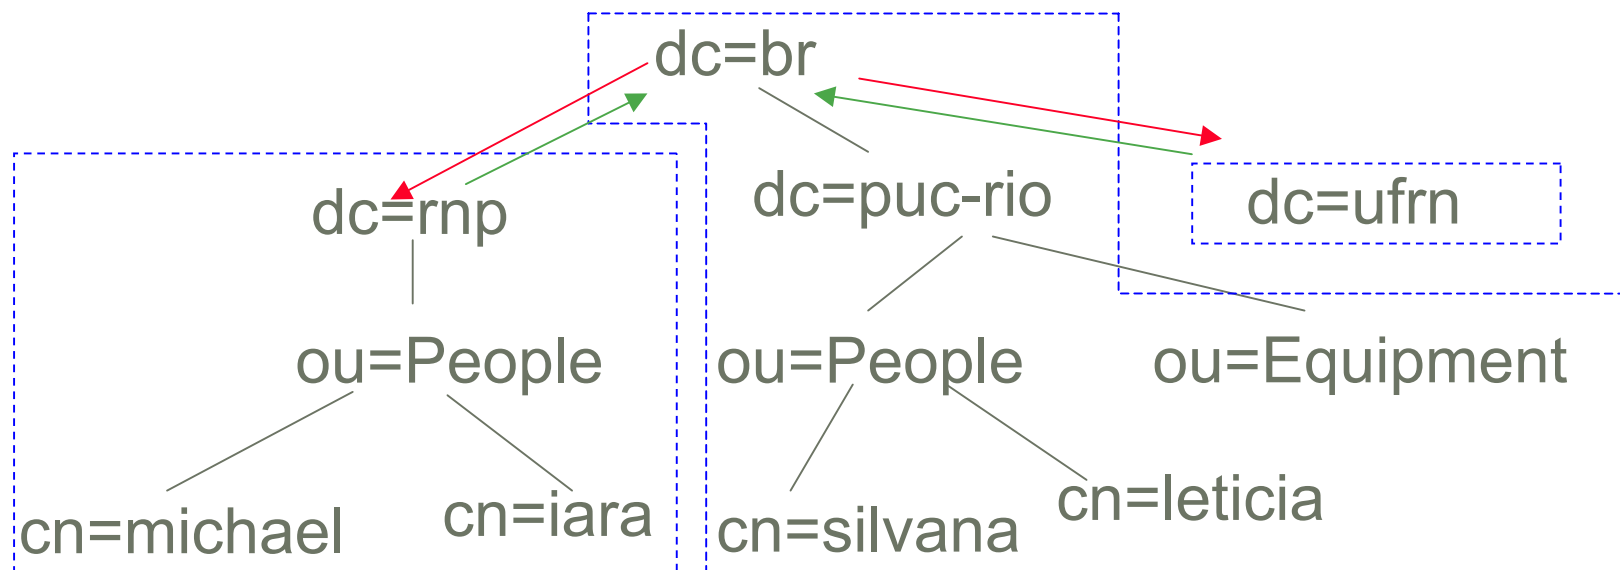 dc=br
dc=rnp
dc=puc-rio
dc=ufrn
ou=People
ou=People
ou=Equipment
cn=michael
cn=iara
cn=silvana
cn=leticia